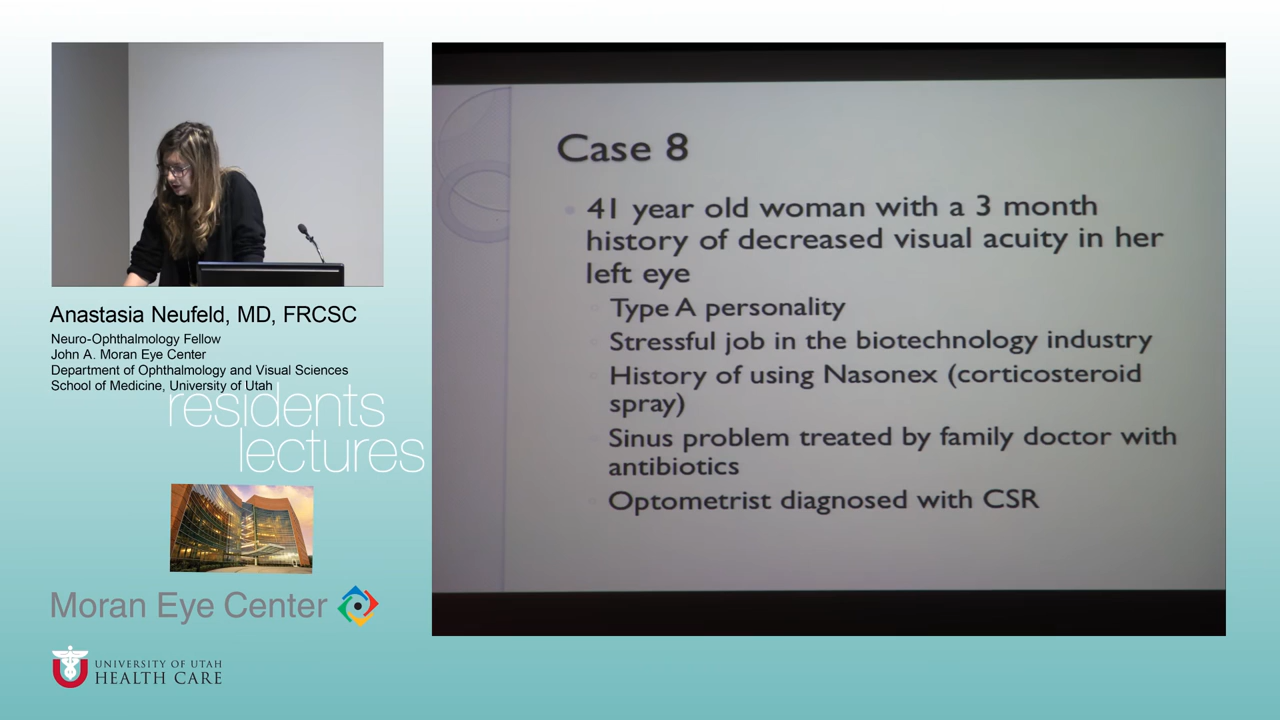 Anastasia Neufeld, MD, FRCSC
Neuro-Ophthalmology Fellow
John A. Moran Eye Center
Department of Ophthalmology and Visual Sciences
School of Medicine, University of Utah
residents
lectures
Moran Eye Center
UNIVERSITY OF UTAH
HEALTH CARE
Case 8
41 year old woman with a 3 month
history of decreased visual acuity in her
left eye
Type A personality
Stressful job in the biotechnology industry
History of using Nasonex (corticosteroid
spray)
Sinus problem treated by family doctor with
antibiotics
Optometrist diagnosed with CSR